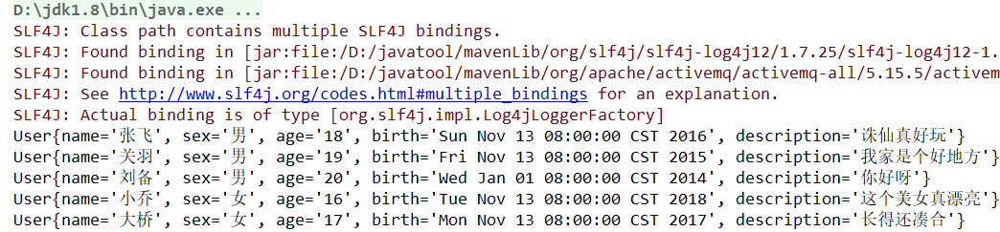 D:\jdk1.8\bin\java.exe ...
SLF4J: Class path contains multiple SLF4J bindings.
SLF4J: Found binding in [jar:file:/D:/javatool/mavenLib/org/slf4j/slf4j-log4j12/1.7.25/slf4j-log4j12-1.
SLF4J: Found binding in [jar:file:/D:/javatool/mavenLib/org/apache/activemq/activemq-all/5.15.5/activem
SLF4J: See http://www.slf4j.org/codes.html#multiple_bindings for an explanation.
SLF4J: Actual binding is of type [org.slf4j.impl.Log4jLoggerFactory]
User{name='张飞', sex='男', age='18', birth='Sun Nov 13 08:00:00 CST 2016', description='诛仙真好玩'}
User{name='关羽', sex='男', age='19', birth='Fri Nov 13 08:00:00 CST 2015', description='我家是个好地方'}
User{name='刘备', sex='男', age='20', birth='Wed Jan 01 08:00:00 CST 2014', description='你好呀'}
User{name='小乔', sex='女', age='16', birth='Tue Nov 13 08:00:00 CST 2018', description='这个美女真漂亮'}
User{name='大桥', sex='女', age='17', birth='Mon Nov 13 08:00:00 CST 2017', description='长得还凑合'}